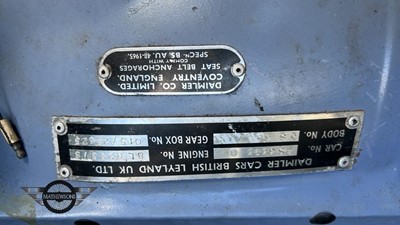 DAIMLER CARS BRITISH LEYLAND UK LTD.
CAR No.
ENGINE No.
BODY No.
GEAR BOX No.
DAIMLER CO. LIMITED.
COVENTRY ENGLAND.
SEAT BELT ANCHORAGES
COMPLY WITH
SPECN. BS. AU. 48-1965.
MATHEWSONS